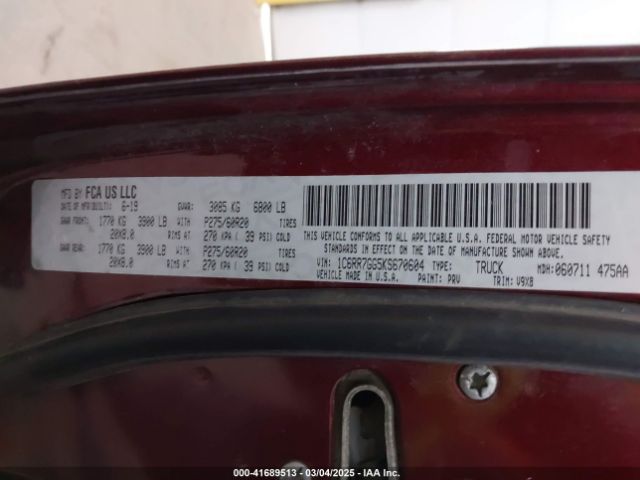 MFD BY FCA US LLC
DATE OF MFR(BUILT): 6-19 GVWR: 3085 KG 6800 LB
GAWR FRONT: 1770 KG 3900 LB WITH P275/60R20 TIRES
20X8.0 RIMS AT 270 KPA ( 39 PSI) COLD
GAWR REAR: 1770 KG 3900 LB WITH P275/60R20 TIRES
20X8.0 RIMS AT 270 KPA ( 39 PSI) COLD
THIS VEHICLE CONFORMS TO ALL APPLICABLE U.S.A. FEDERAL MOTOR VEHICLE SAFETY
STANDARDS IN EFFECT ON THE DATE OF MANUFACTURE SHOWN ABOVE.
VIN: 1C6RR7GG5KS670604 TYPE: TRUCK MDH: 060711 475AA
VEHICLE MADE IN U.S.A. PAINT: PRV TRIM: V9X8
000-41689513 - 03/04/2025 - IAA Inc.